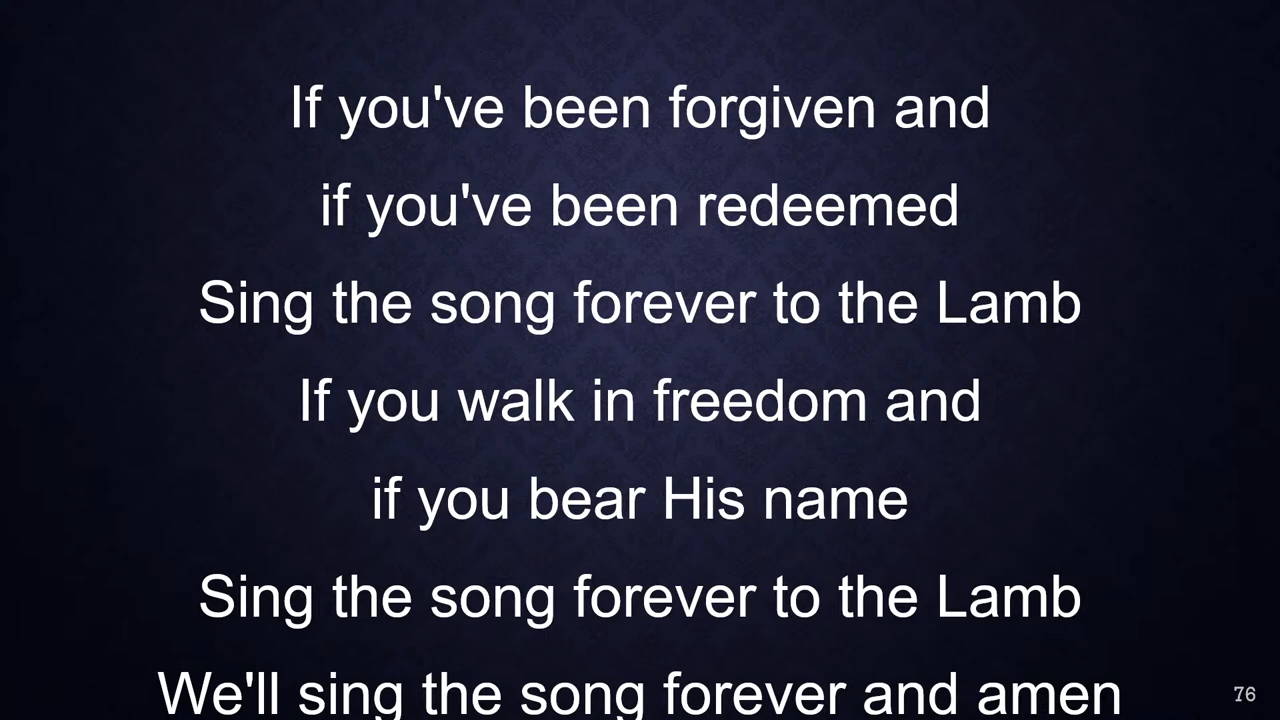 If you've been forgiven and
if you've been redeemed
Sing the song forever to the Lamb
If you walk in freedom and
if you bear His name
Sing the song forever to the Lamb
We'll sing the song forever and amen
76